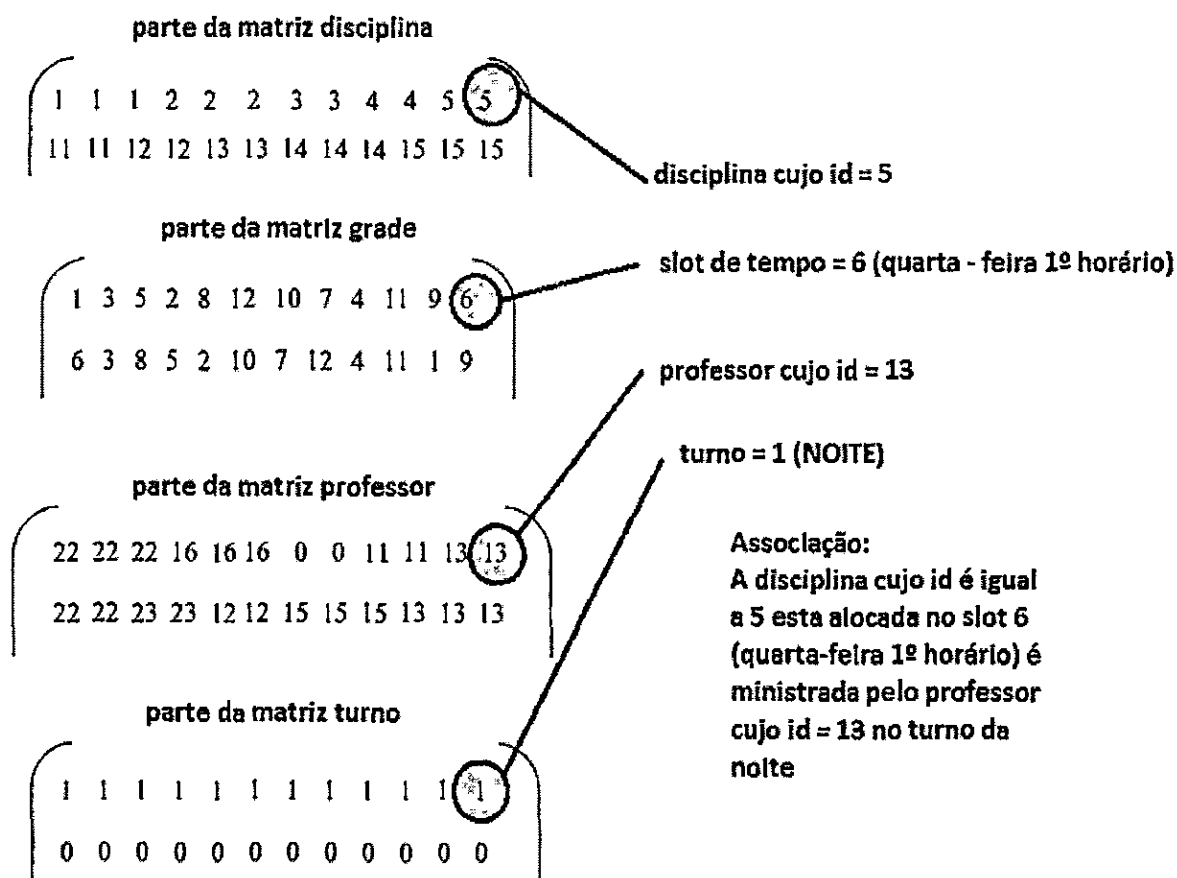 parte da matriz disciplina
1 1 1 2 2 2 3 3 4 4 5 5
11 11 12 12 13 13 14 14 14 15 15 15
disciplina cujo id = 5
parte da matriz grade
slot de tempo = 6 (quarta - feira 1º horário)
1 3 5 2 8 12 10 7 4 11 9 6
6 3 8 5 2 10 7 12 4 11 1 9
professor cujo id = 13
turno = 1 (NOITE)
parte da matriz professor
22 22 22 16 16 16 0 0 11 11 13 13
22 22 23 23 12 12 15 15 15 13 13 13
Associação:
A disciplina cujo id é igual
a 5 esta alocada no slot 6
(quarta-feira 1º horário) é
ministrada pelo professor
cujo id = 13 no turno da
noite
parte da matriz turno
1 1 1 1 1 1 1 1 1 1 1 1
0 0 0 0 0 0 0 0 0 0 0 0